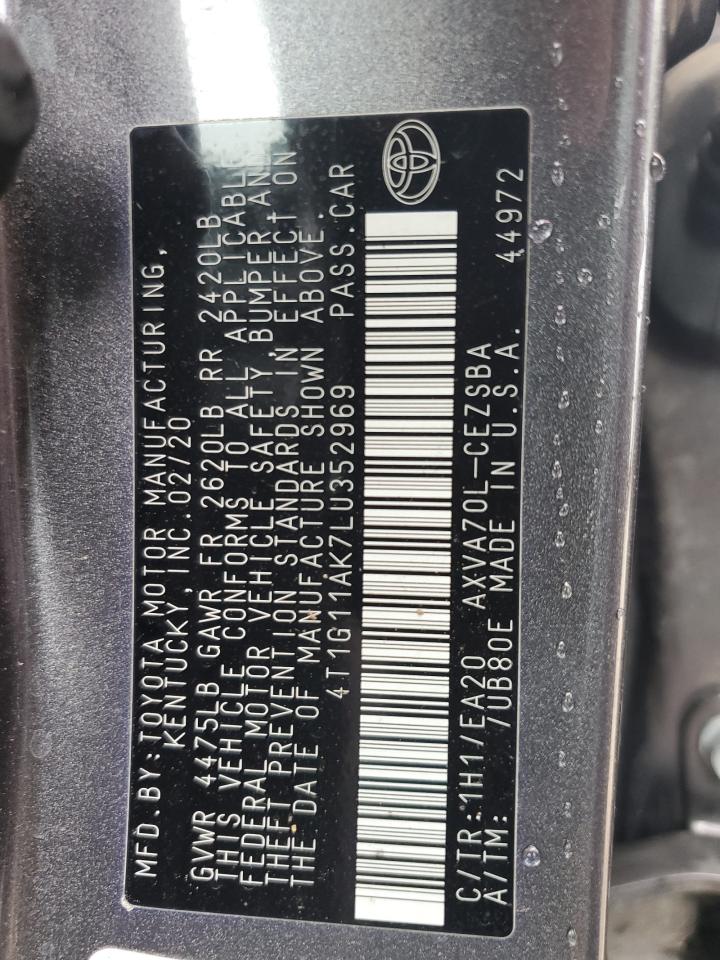 MFD.BY:TOYOTA MOTOR MANUFACTURING,
KENTUCKY,INC.02/20
GVWR 4475LB GAWR FR 2620LB RR 2420LB
THIS VEHICLE CONFORMS TO ALL APPLICABLE
FEDERAL MOTOR VEHICLE SAFETY,BUMPER AND
THEFT PREVENTION STANDARDS IN EFFECT ON
THE DATE OF MANUFACTURE SHOWN ABOVE.
4T1G11AK7LU352969 PASS.CAR
C/TR:1H1/EA20 AXVA70L-CEZSBA
A/TM: /UB80E MADE IN U.S.A. 44972